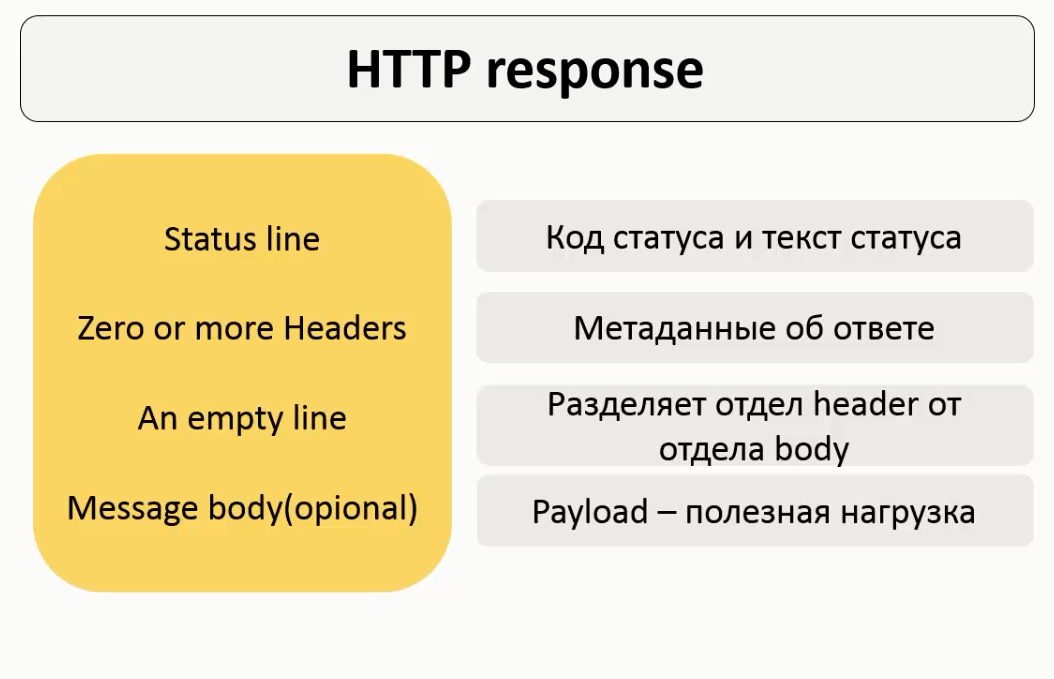 HTTP response
Status line
Код статуса и текст статуса
Zero or more Headers
Метаданные об ответе
An empty line
Разделяет отдел header от
отдела body
Message body(opional)
Payload – полезная нагрузка